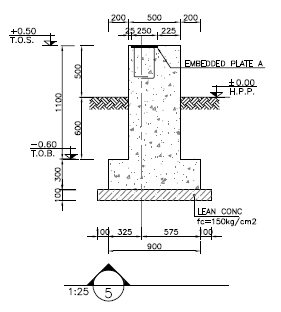 200 500 200
+0.50
T.O.S.
25 250 225
EMBEDDED PLATE A
500
±0.00
H.P.P.
1100
600
-0.60
T.O.B.
300
100
LEAN CONC
fc=150kg/cm2
100 325 575 100
900
1:25 5